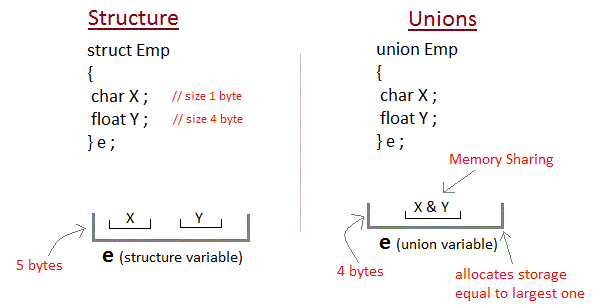 Structure
struct Emp
{
char X ; // size 1 byte
float Y ; // size 4 byte
} e ;
X Y
5 bytes
e (structure variable)
Unions
union Emp
{
char X ;
float Y ;
} e ;
Memory Sharing
X & Y
4 bytes
e (union variable)
allocates storage
equal to largest one